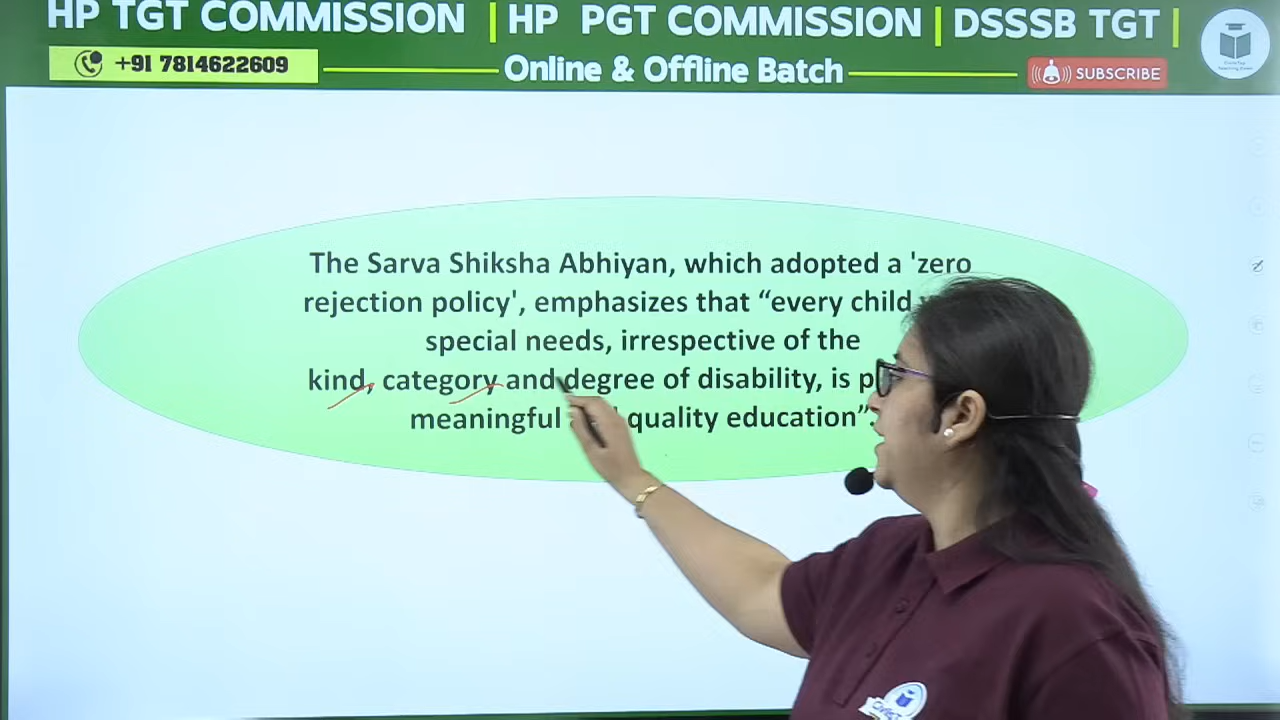 HP TGT COMMISSION | HP PGT COMMISSION | DSSSB TGT |
+91 7814622609
Online & Offline Batch
SUBSCRIBE
The Sarva Shiksha Abhiyan, which adopted a 'zero
rejection policy', emphasizes that “every child
special needs, irrespective of the
kind, category and degree of disability, is
meaningful quality education”.